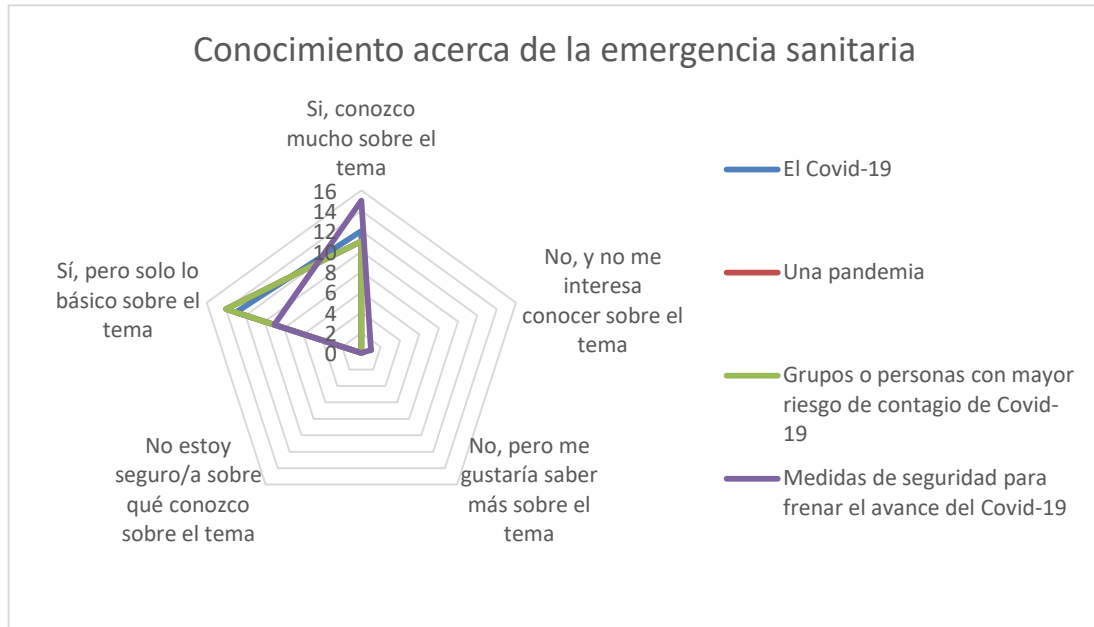 Conocimiento acerca de la emergencia sanitaria
Si, conozco
mucho sobre el
tema
16
14
12
10
8
6
4
2
0
No, y no me
interesa
conocer sobre el
tema
No, pero me
gustaría saber
más sobre el
tema
No estoy
seguro/a sobre
qué conozco
sobre el tema
Sí, pero solo lo
básico sobre el
tema
El Covid-19
Una pandemia
Grupos o personas con mayor
riesgo de contagio de Covid-
19
Medidas de seguridad para
frenar el avance del Covid-19